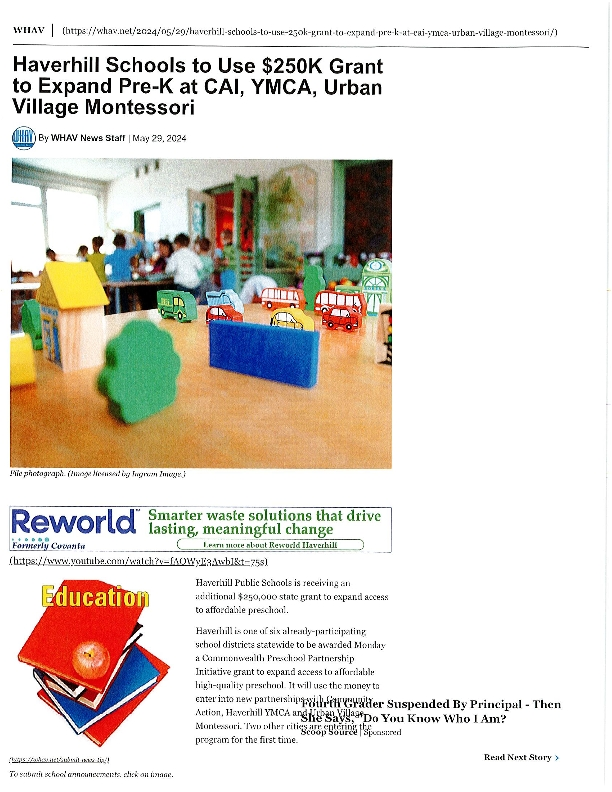 WHAV | (https://whav.net/2024/05/29/haverhill-schools-to-use-250k-grant-to-expand-pre-k-at-cai-ymca-urban-village-montessori/)
Haverhill Schools to Use $250K Grant
to Expand Pre-K at CAI, YMCA, Urban
Village Montessori
WHAV
By WHAV News Staff | May 29, 2024
File photograph. (Image licensed by Ingram Image.)
Reworld™
Formerly Covanta
Smarter waste solutions that drive
lasting, meaningful change
Learn more about Reworld Haverhill
(https://www.youtube.com/watch?v=fAOWyE3AwbI&t=75s)
Education
Haverhill Public Schools is receiving an
additional $250,000 state grant to expand access
to affordable preschool.
Haverhill is one of six already-participating
school districts statewide to be awarded Monday
a Commonwealth Preschool Partnership
Initiative grant to expand access to affordable
high-quality preschool. It will use the money to
enter into new partnerships with Community
Action, Haverhill YMCA and Urban Village
Montessori. Two other cities are entering the
program for the first time.
Fourth Grader Suspended By Principal - Then
She Says, "Do You Know Who I Am?
Scoop Source | Sponsored
Read Next Story >
(https://whav.net/submit-news-tip/)
To submit school announcements, click on image.